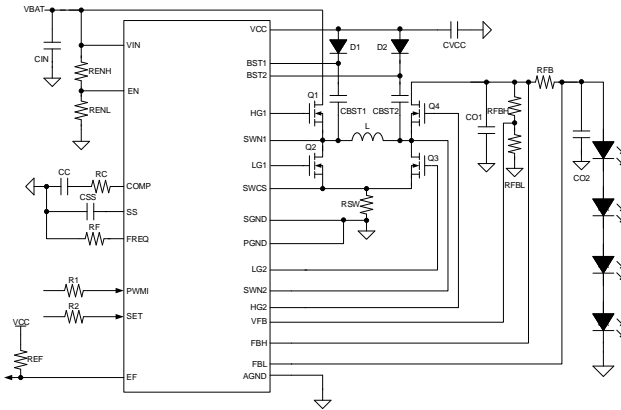 VBAT
CIN
VIN
RENH
EN
RENL
CC
RC
COMP
CSS
SS
RF
FREQ
R1
PWMI
R2
SET
VCC
REF
EF
VCC
D1
D2
CVCC
BST1
BST2
Q1
CBST1
CBST2
Q4
HG1
L
SWN1
Q2
Q3
LG1
SWCS
RSW
SGND
PGND
LG2
SWN2
HG2
VFB
FBH
FBL
AGND
CO1
RFBH
RFBL
RFB
CO2